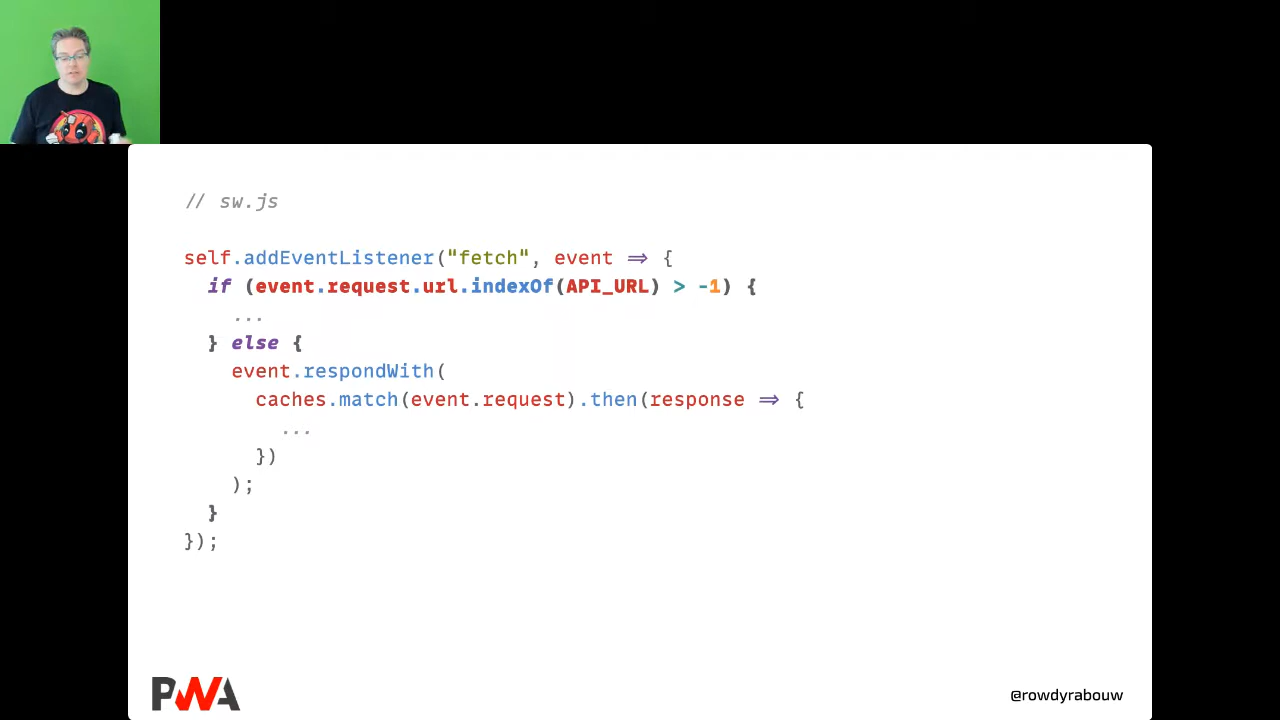 // sw.js
self.addEventListener("fetch", event => {
if (event.request.url.indexOf(API_URL) > -1) {
...
} else {
event.respondWith(
caches.match(event.request).then(response => {
...
})
);
}
});
PWA
@rowdyrabouw